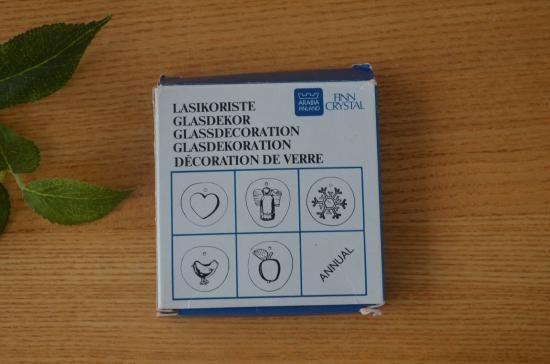 LASIKORISTE
GLASDEKOR
GLASSDECORATION
GLASDEKORATION
DÉCORATION DE VERRE
ARABIA
FINLAND
FINN
CRYSTAL
ANNUAL